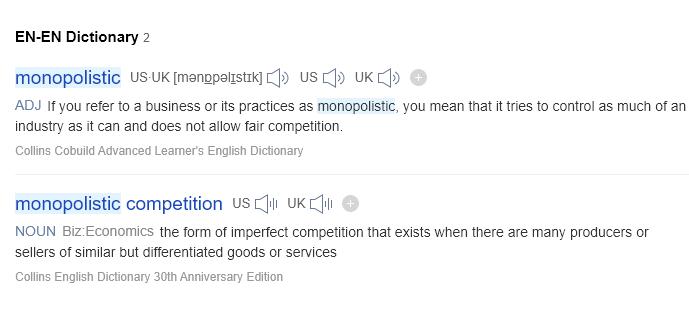 EN-EN Dictionary 2
monopolistic US·UK [mənɒpəlɪstɪk] US UK
ADJ If you refer to a business or its practices as monopolistic, you mean that it tries to control as much of an
industry as it can and does not allow fair competition.
Collins Cobuild Advanced Learner's English Dictionary
monopolistic competition US UK
NOUN Biz:Economics the form of imperfect competition that exists when there are many producers or
sellers of similar but differentiated goods or services
Collins English Dictionary 30th Anniversary Edition